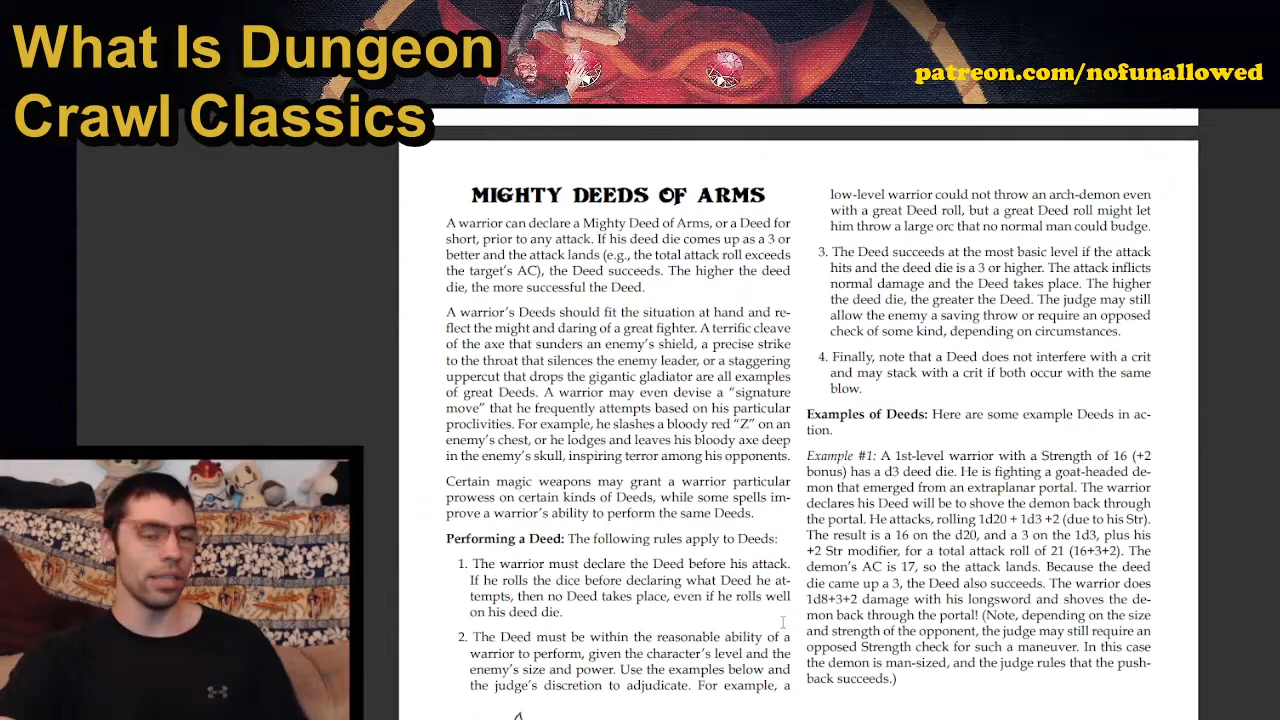 What Is Dungeon
Crawl Classics
patreon.com/nofunallowed
MIGHTY DEEDS OF ARMS
A warrior can declare a Mighty Deed of Arms, or a Deed for
short, prior to any attack. If his deed die comes up as a 3 or
better and the attack lands (e.g., the total attack roll exceeds
the target's AC), the Deed succeeds. The higher the deed
die, the more successful the Deed.
A warrior's Deeds should fit the situation at hand and re-
flect the might and daring of a great fighter. A terrific cleave
of the axe that sunders an enemy's shield, a precise strike
to the throat that silences the enemy leader, or a staggering
uppercut that drops the gigantic gladiator are all examples
of great Deeds. A warrior may even devise a "signature
move" that he frequently attempts based on his particular
proclivities. For example, he slashes a bloody red "Z" on an
enemy's chest, or he lodges and leaves his bloody axe deep
in the enemy's skull, inspiring terror among his opponents.
Certain magic weapons may grant a warrior particular
prowess on certain kinds of Deeds, while some spells im-
prove a warrior's ability to perform the same Deeds.
Performing a Deed: The following rules apply to Deeds:
1. The warrior must declare the Deed before his attack.
If he rolls the dice before declaring what Deed he at-
tempts, then no Deed takes place, even if he rolls well
on his deed die.
2. The Deed must be within the reasonable ability of a
warrior to perform, given the character's level and the
enemy's size and power. Use the examples below and
the judge's discretion to adjudicate. For example, a
low-level warrior could not throw an arch-demon even
with a great Deed roll, but a great Deed roll might let
him throw a large orc that no normal man could budge.
3. The Deed succeeds at the most basic level if the attack
hits and the deed die is a 3 or higher. The attack inflicts
normal damage and the Deed takes place. The higher
the deed die, the greater the Deed. The judge may still
allow the enemy a saving throw or require an opposed
check of some kind, depending on circumstances.
4. Finally, note that a Deed does not interfere with a crit
and may stack with a crit if both occur with the same
blow.
Examples of Deeds: Here are some example Deeds in ac-
tion.
Example #1: A 1st-level warrior with a Strength of 16 (+2
bonus) has a d3 deed die. He is fighting a goat-headed de-
mon that emerged from an extraplanar portal. The warrior
declares his Deed will be to shove the demon back through
the portal. He attacks, rolling 1d20 + 1d3 +2 (due to his Str).
The result is a 16 on the d20, and a 3 on the 1d3, plus his
+2 Str modifier, for a total attack roll of 21 (16+3+2). The
demon's AC is 17, so the attack lands. Because the deed
die came up a 3, the Deed also succeeds. The warrior does
1d8+3+2 damage with his longsword and shoves the de-
mon back through the portal! (Note, depending on the size
and strength of the opponent, the judge may still require an
opposed Strength check for such a maneuver. In this case
the demon is man-sized, and the judge rules that the push-
back succeeds.)